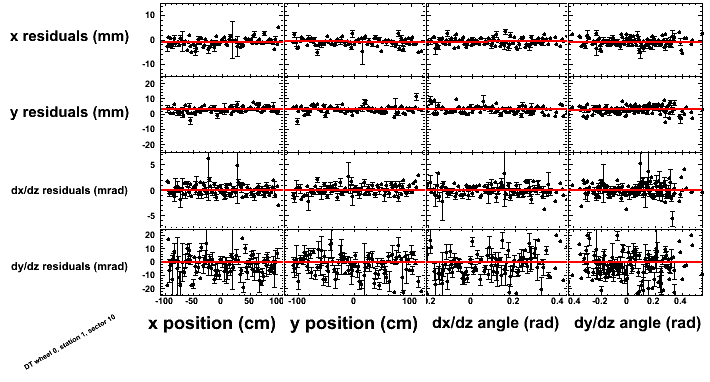 10
0
-10
x residuals (mm)
20
10
0
-10
-20
y residuals (mm)
5
0
-5
dx/dz residuals (mrad)
20
10
0
-10
-20
dy/dz residuals (mrad)
-100 -50 0 50 100 -100 0 100 0 0.2 0.4 0.4 -0.2 0 0.2 0.4
x position (cm) y position (cm) dx/dz angle (rad) dy/dz angle (rad)
DT wheel 0, station 1, sector 10